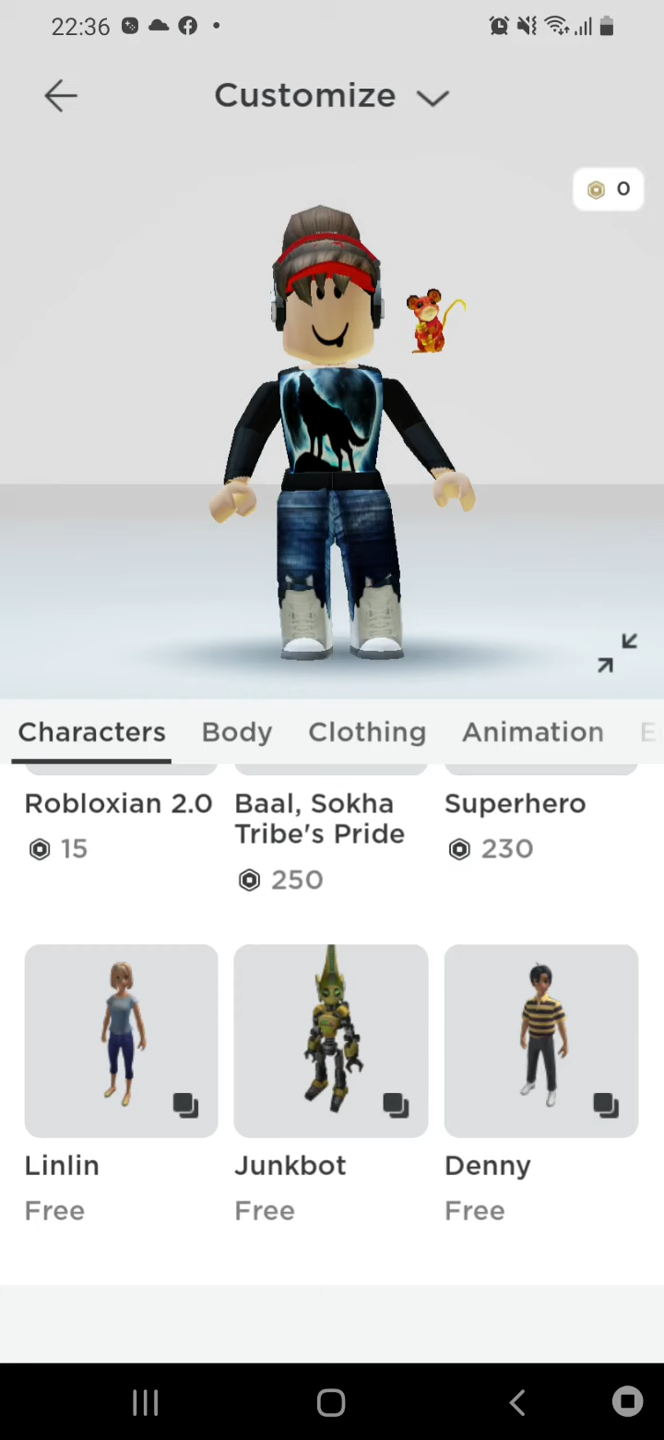 22:36
Customize
0
Characters Body Clothing Animation E
Robloxian 2.0 Baal, Sokha Superhero
Tribe's Pride
15 230
250
Linlin Junkbot Denny
Free Free Free